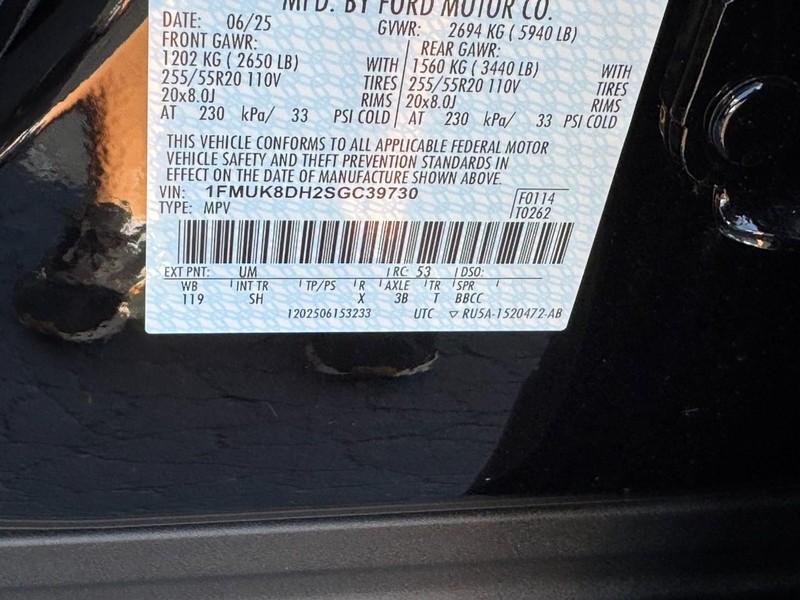 MFD. BY FORD MOTOR CO.
DATE: 06/25 GVWR: 2694 KG ( 5940 LB)
FRONT GAWR: REAR GAWR:
1202 KG ( 2650 LB) WITH 1560 KG ( 3440 LB) WITH
255/55R20 110V TIRES 255/55R20 110V TIRES
20x8.0J RIMS 20x8.0J RIMS
AT 230 kPa/ 33 PSI COLD AT 230 kPa/ 33 PSI COLD
THIS VEHICLE CONFORMS TO ALL APPLICABLE FEDERAL MOTOR
VEHICLE SAFETY AND THEFT PREVENTION STANDARDS IN
EFFECT ON THE DATE OF MANUFACTURE SHOWN ABOVE.
VIN: 1FMUK8DH2SGC39730 F0114
TYPE: MPV T0262
EXT PNT: UM RC: 53 DSO:
WB INT TR TP/PS R AXLE TR SPR
119 SH X 3B T BBCC
1202506153233 UTC ▽ RU5A-1520472-AB